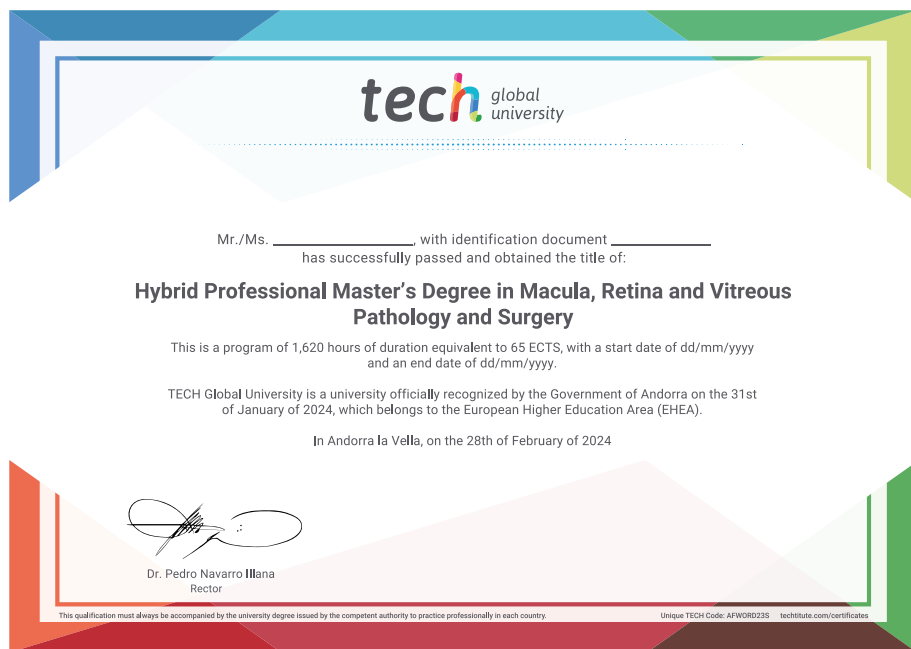 tech global university
Mr./Ms. ____________________, with identification document ______________
has successfully passed and obtained the title of:
Hybrid Professional Master’s Degree in Macula, Retina and Vitreous
Pathology and Surgery
This is a program of 1,620 hours of duration equivalent to 65 ECTS, with a start date of dd/mm/yyyy
and an end date of dd/mm/yyyy.
TECH Global University is a university officially recognized by the Government of Andorra on the 31st
of January of 2024, which belongs to the European Higher Education Area (EHEA).
In Andorra la Vella, on the 28th of February of 2024
Dr. Pedro Navarro Illana
Rector
This qualification must always be accompanied by the university degree issued by the competent authority to practice professionally in each country.
Unique TECH Code: AFWORD23S techtitute.com/certificates